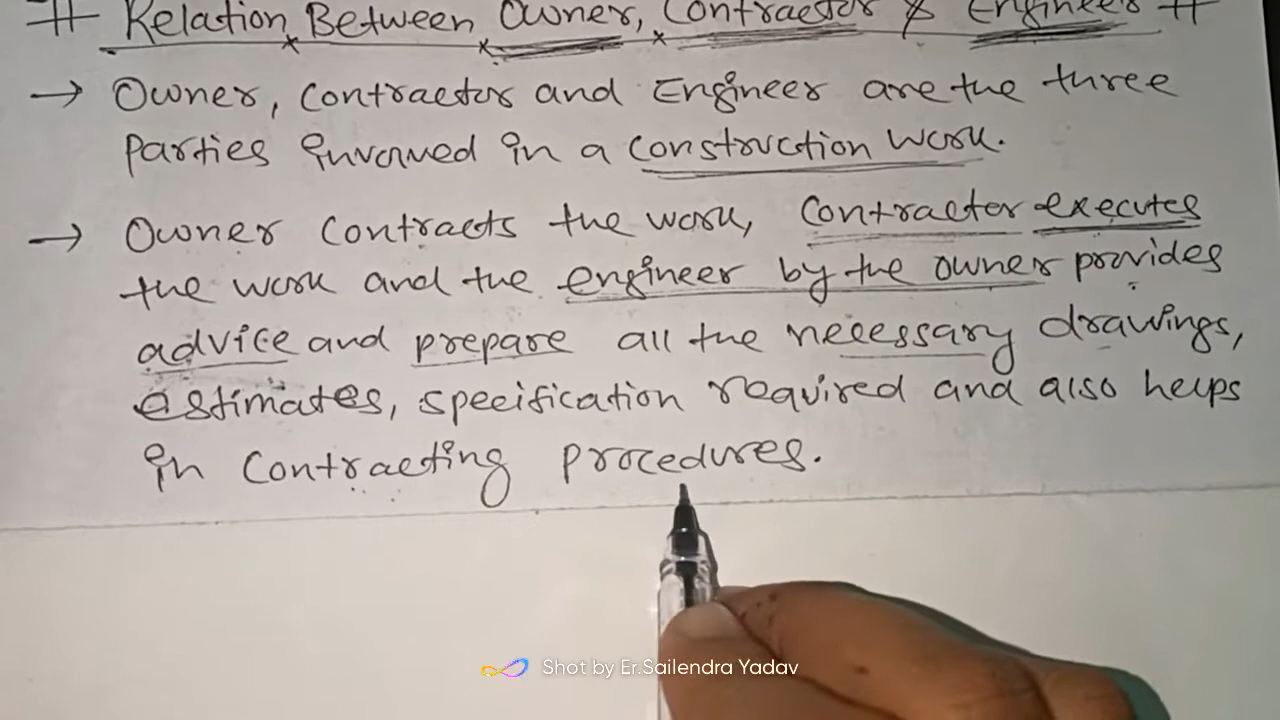 # Relation Between Owner, Contractor & Engineer #
→ Owner, Contractor and Engineer are the three
Parties involved in a Construction work.
→ Owner Contracts the work, Contractor executes
the work and the engineer by the owner provides
advice and prepare all the necessary drawings,
estimates, specification required and also helps
in Contracting procedures.
Shot by Er.Sailendra Yadav